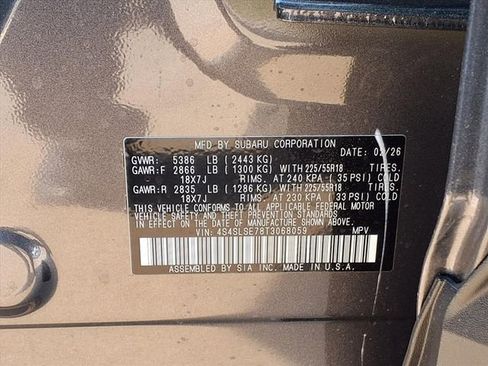 MFD BY SUBARU CORPORATION DATE: 02/26
GVWR: 5386 LB ( 2443 KG)
GAWR:F 2866 LB ( 1300 KG) WITH 225/55R18
18X7J RIMS. AT 240 KPA ( 35 PSI) COLD
GAWR:R 2835 LB ( 1286 KG) WITH 225/55R18
18X7J RIMS. AT 230 KPA ( 33 PSI) COLD
THIS VEHICLE CONFORMS TO ALL APPLICABLE FEDERAL MOTOR
VEHICLE SAFETY AND THEFT PREVENTION STANDARDS IN EFFECT ON
THE DATE OF MANUFACTURE SHOWN ABOVE.
VIN: 4S4SLSE78T3068059 MPV
ASSEMBLED BY SIA INC. MADE IN U.S.A.